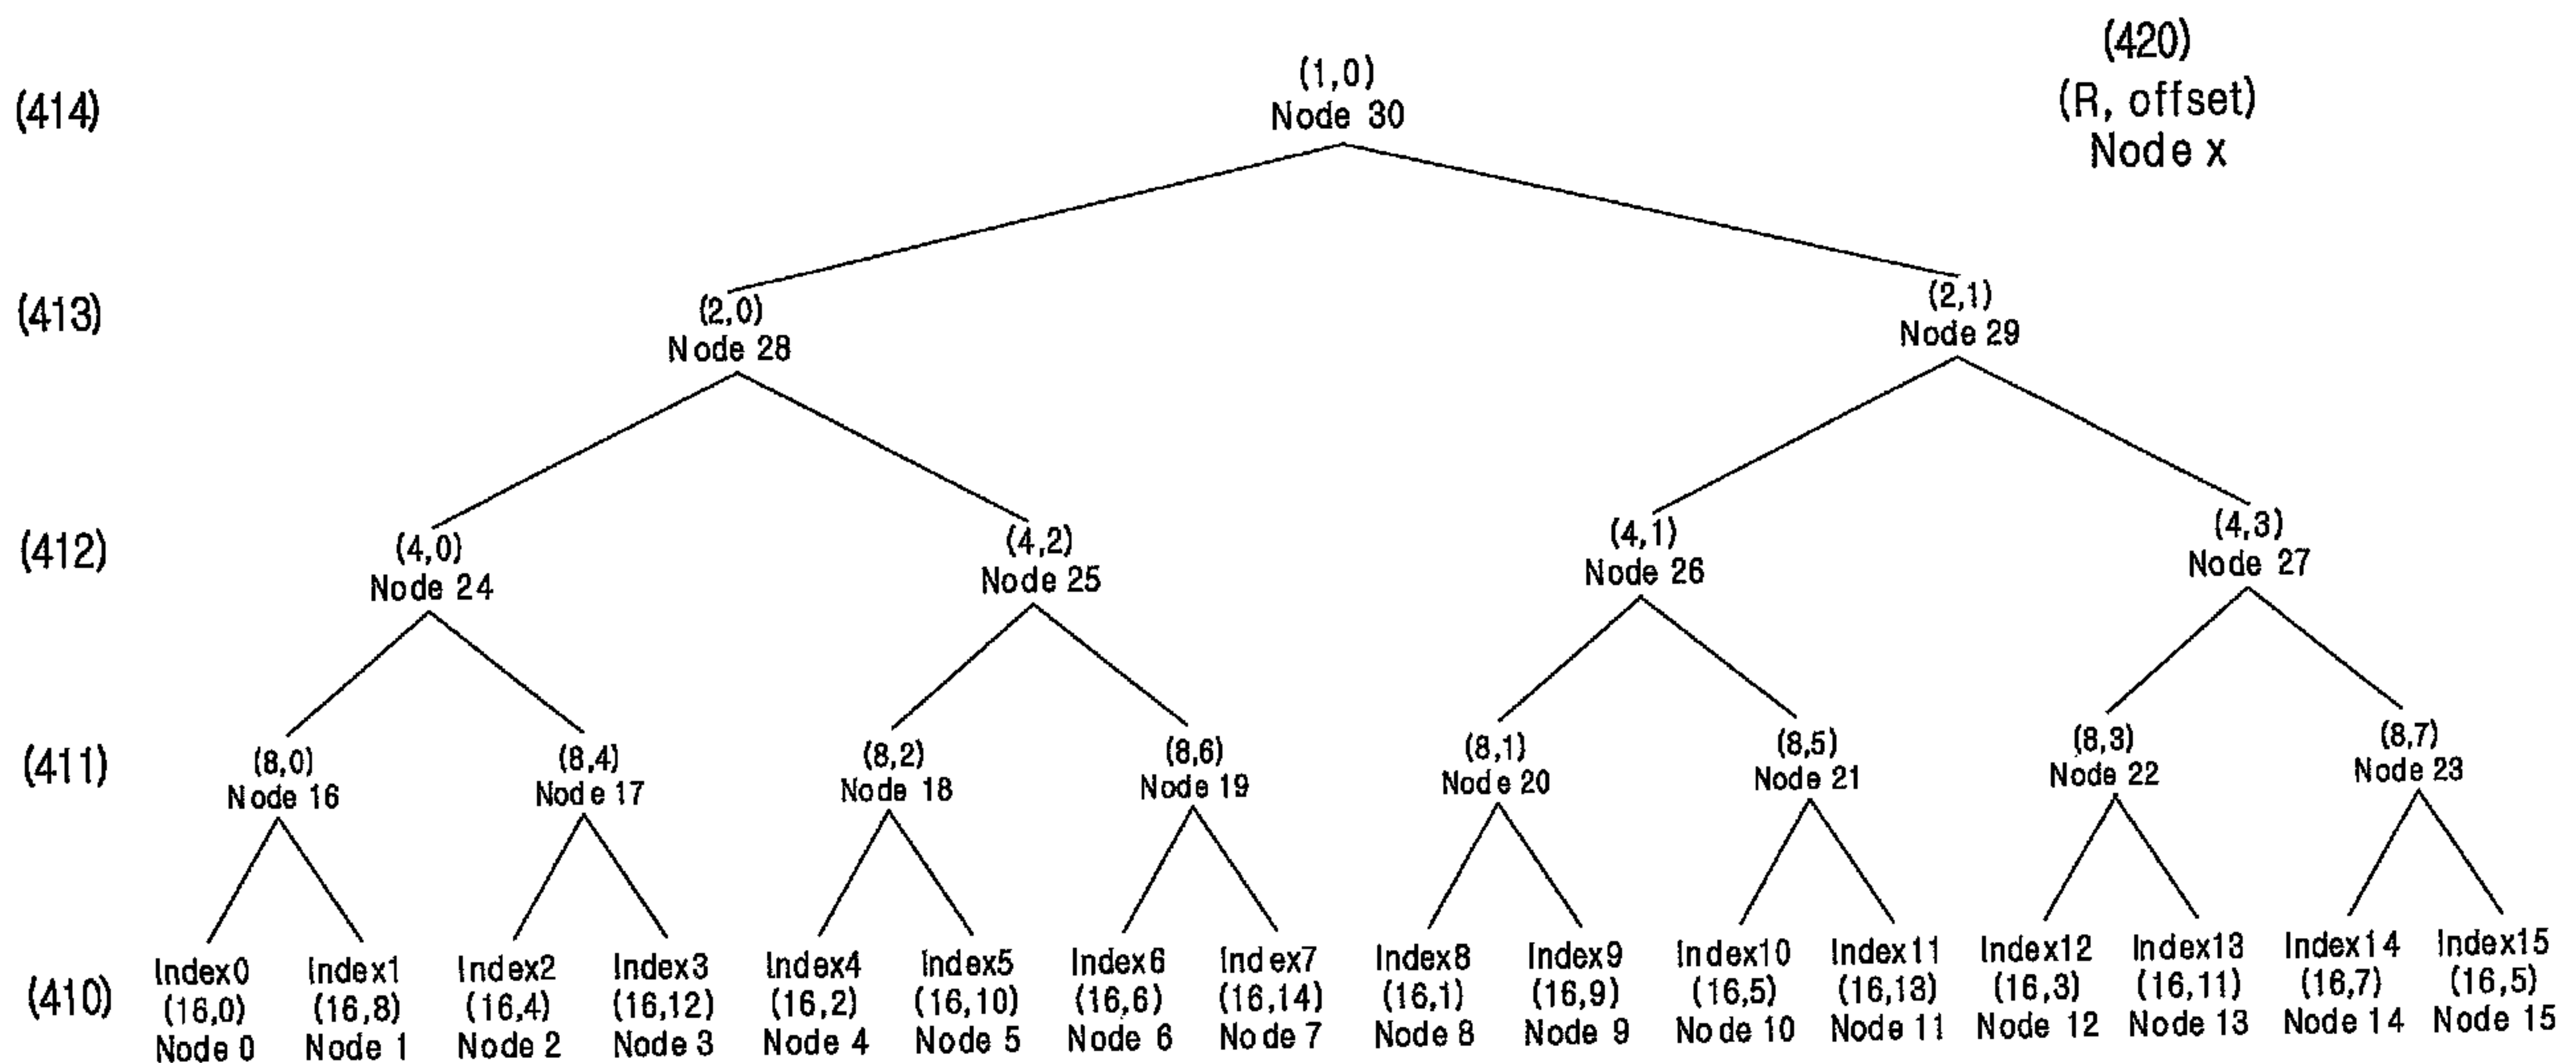 (420)
(R, offset)
Node x
(414)
(1,0)
Node 30
(413)
(2,0)
Node 28
(2,1)
Node 29
(412)
(4,0)
Node 24
(4,2)
Node 25
(4,1)
Node 26
(4,3)
Node 27
(411)
(8,0)
Node 16
(8,4)
Node 17
(8,2)
Node 18
(8,6)
Node 19
(8,1)
Node 20
(8,5)
Node 21
(8,3)
Node 22
(8,7)
Node 23
(410)
Index0
(16,0)
Node 0
Index1
(16,8)
Node 1
Index2
(16,4)
Node 2
Index3
(16,12)
Node 3
Index4
(16,2)
Node 4
Index5
(16,10)
Node 5
Index6
(16,6)
Node 6
Index7
(16,14)
Node 7
Index8
(16,1)
Node 8
Index9
(16,9)
Node 9
Index10
(16,5)
Node 10
Index11
(16,13)
Node 11
Index12
(16,3)
Node 12
Index13
(16,11)
Node 13
Index14
(16,7)
Node 14
Index15
(16,5)
Node 15